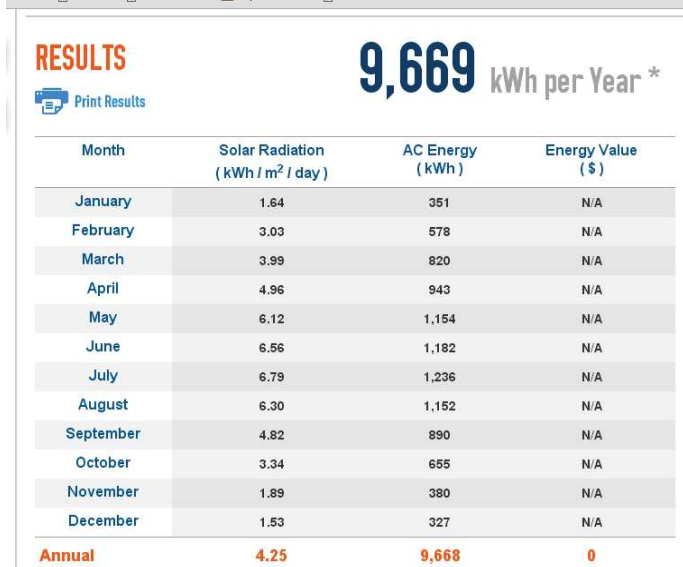 RESULTS
9,669 kWh per Year *
Print Results
Month Solar Radiation AC Energy Energy Value
( kWh / m2 / day ) ( kWh ) ( $ )
January 1.64 351 N/A
February 3.03 578 N/A
March 3.99 820 N/A
April 4.96 943 N/A
May 6.12 1,154 N/A
June 6.56 1,182 N/A
July 6.79 1,236 N/A
August 6.30 1,152 N/A
September 4.82 890 N/A
October 3.34 655 N/A
November 1.89 380 N/A
December 1.53 327 N/A
Annual 4.25 9,668 0